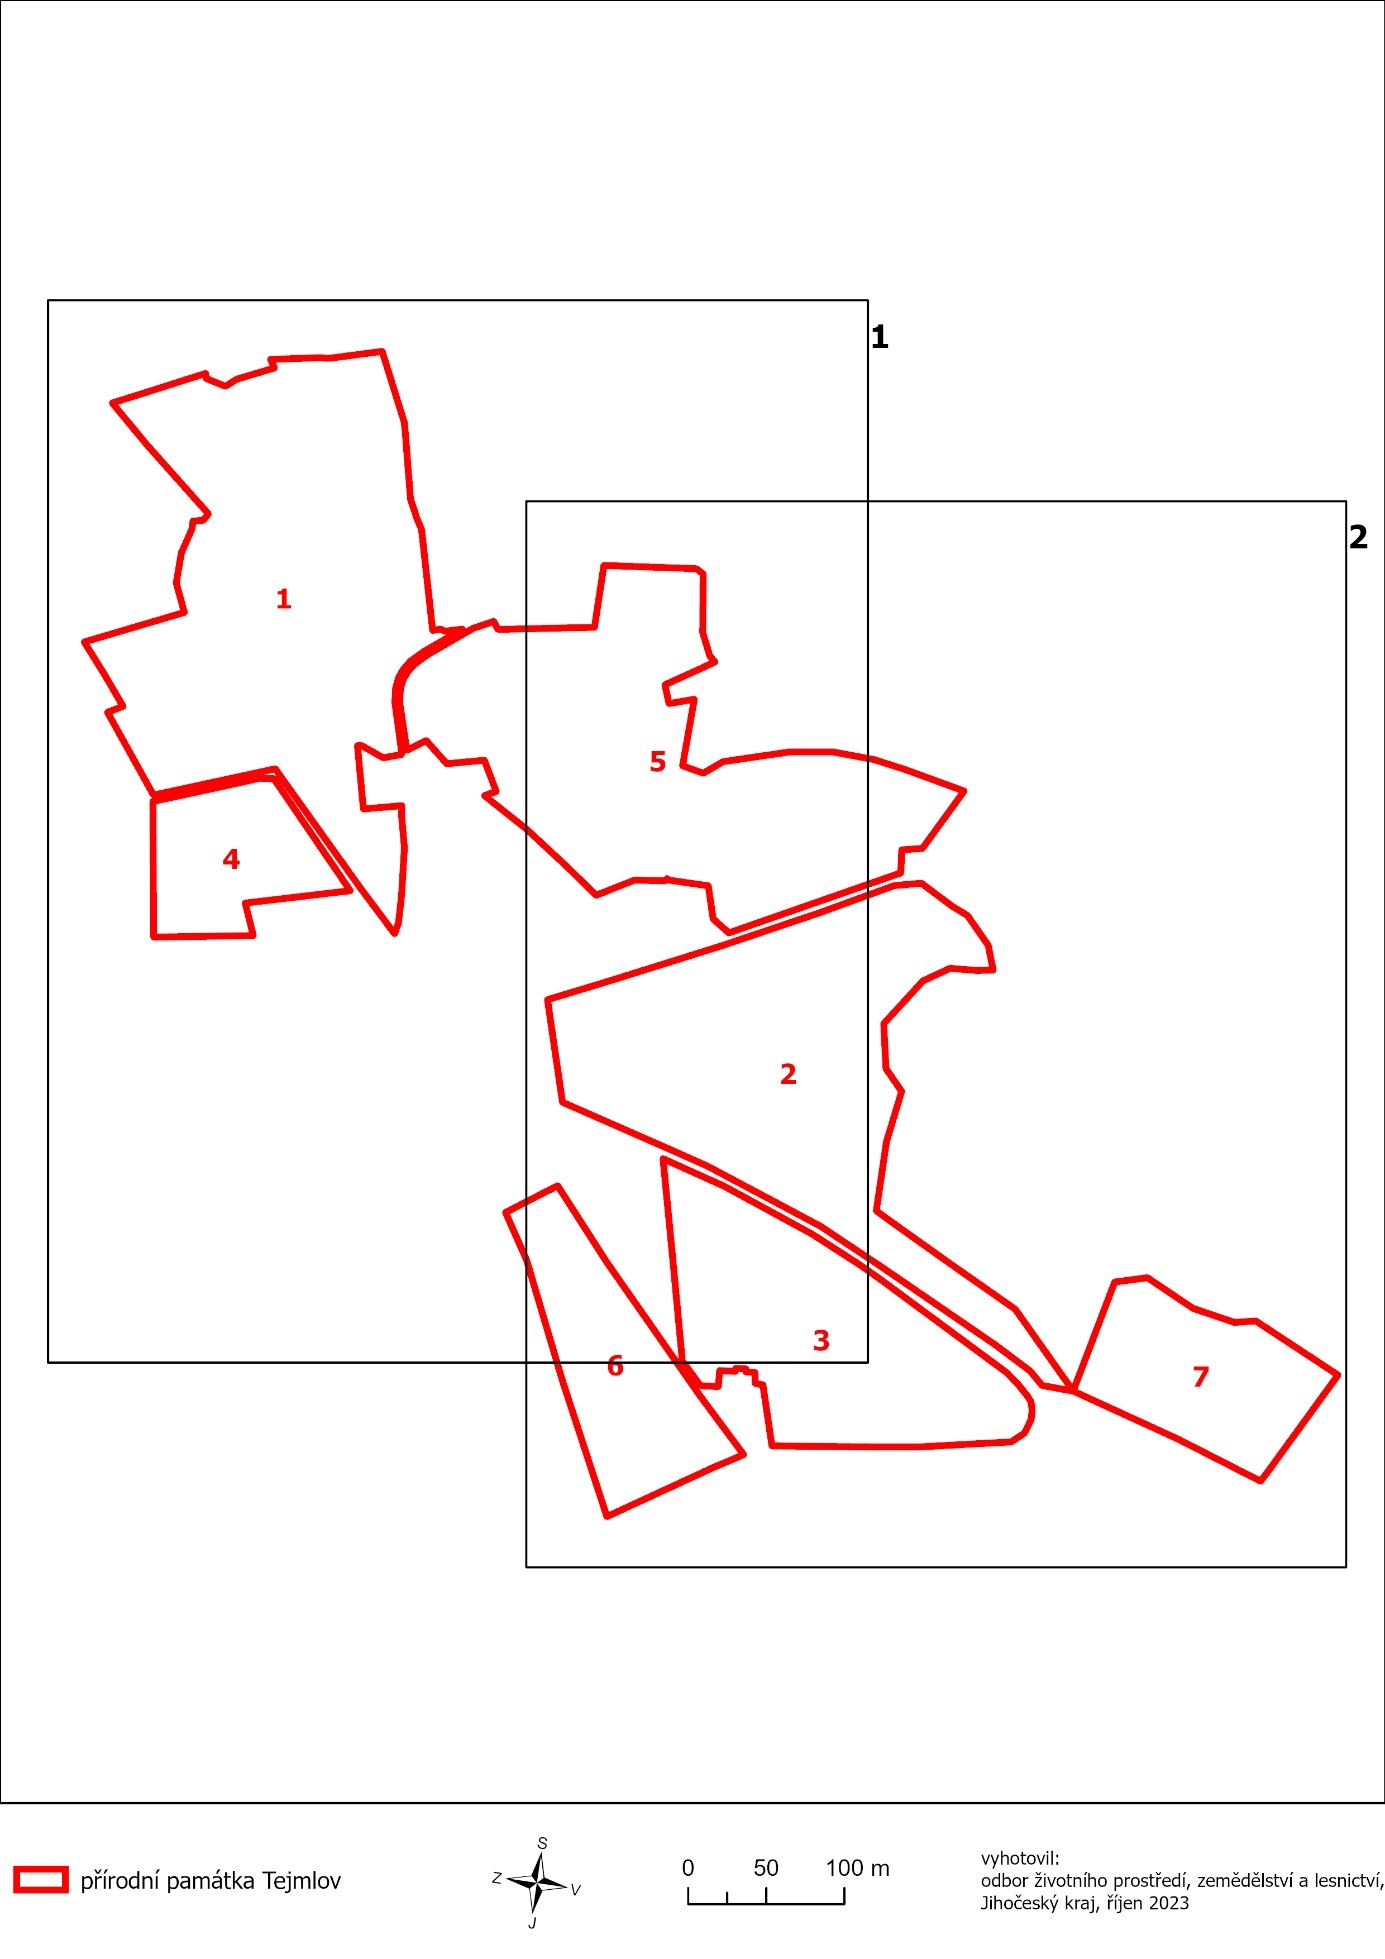 1
2
1
5
4
2
3
6
7
přírodní památka Tejmlov
S
Z V
J
0 50 100 m
vyhotovil:
odbor životního prostředí, zemědělství a lesnictví,
Jihočeský kraj, říjen 2023